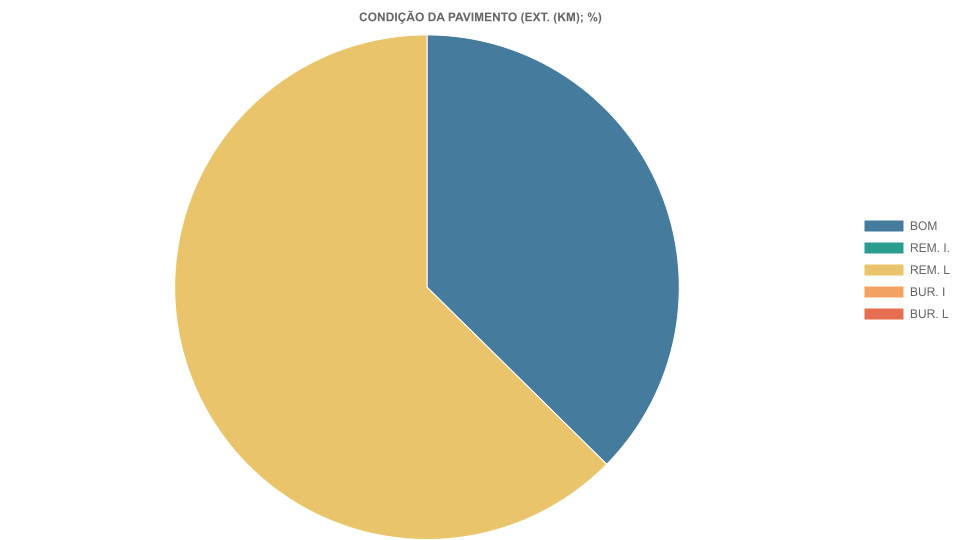 CONDIÇÃO DA PAVIMENTO (EXT. (KM); %)
BOM
REM. I.
REM. L
BUR. I
BUR. L